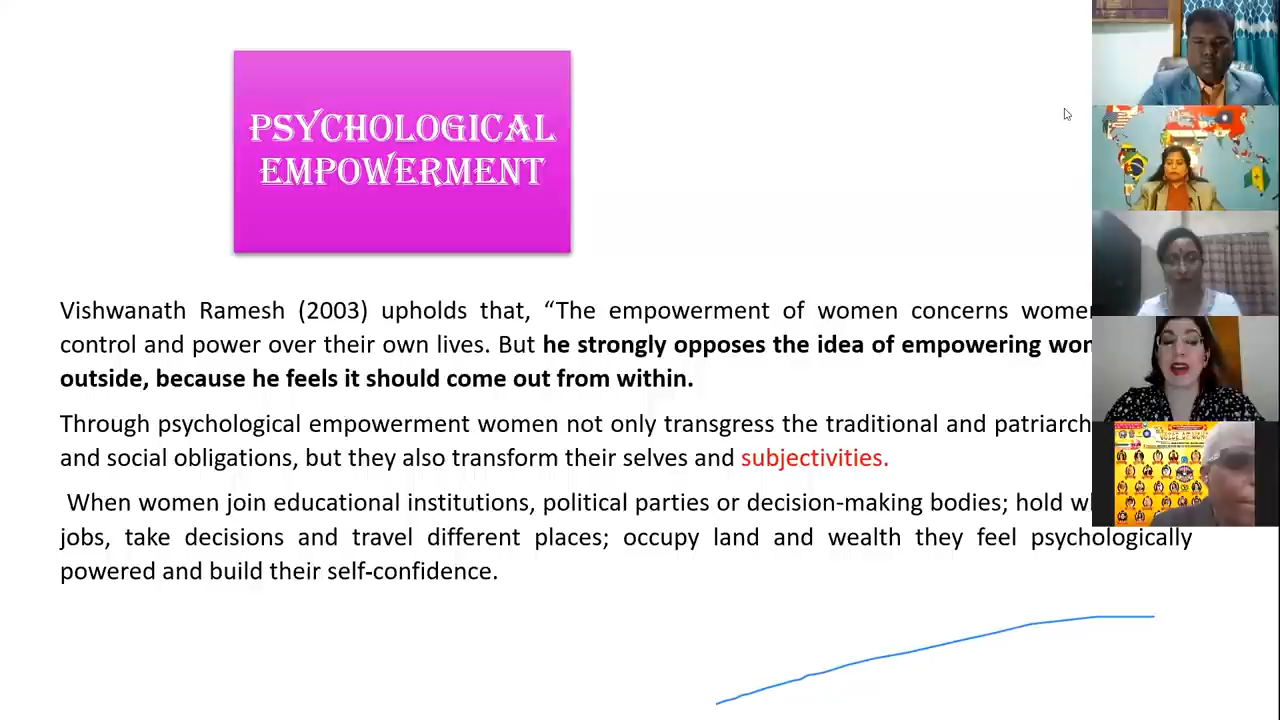 PSYCHOLOGICAL
EMPOWERMENT
Vishwanath Ramesh (2003) upholds that, “The empowerment of women concerns
control and power over their own lives. But he strongly opposes the idea of empowering
outside, because he feels it should come out from within.
Through psychological empowerment women not only transgress the traditional and
and social obligations, but they also transform their selves and subjectivities.
When women join educational institutions, political parties or decision-making bodies; hold
jobs, take decisions and travel different places; occupy land and wealth they feel psychologically
powered and build their self-confidence.